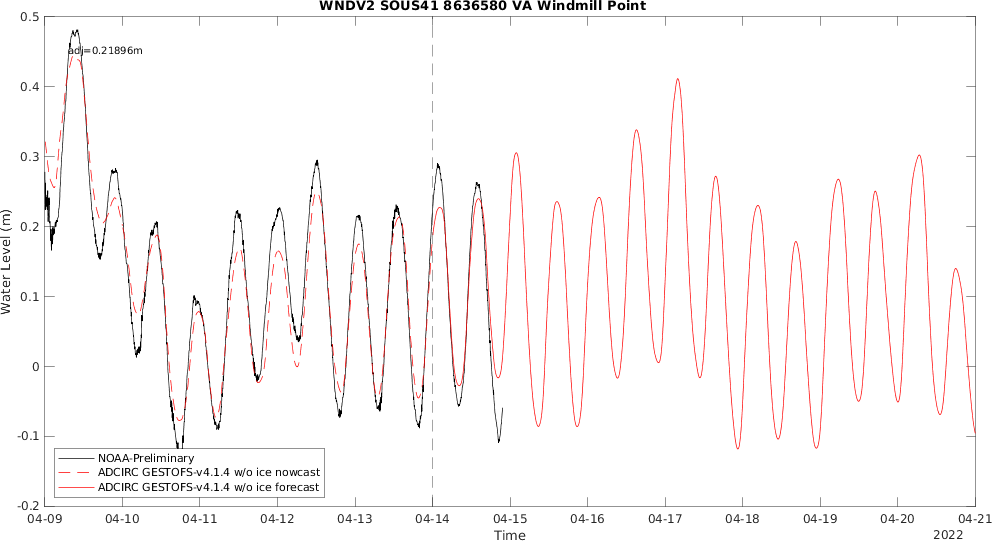 WNDV2 SOUS41 8636580 VA Windmill Point
adj=0.21896m
Water Level (m)
0.5
0.4
0.3
0.2
0.1
0
-0.1
-0.2
NOAA-Preliminary
ADCIRC GESTOFS-v4.1.4 w/o ice nowcast
ADCIRC GESTOFS-v4.1.4 w/o ice forecast
04-09 04-10 04-11 04-12 04-13 04-14 04-15 04-16 04-17 04-18 04-19 04-20 04-21
Time
2022